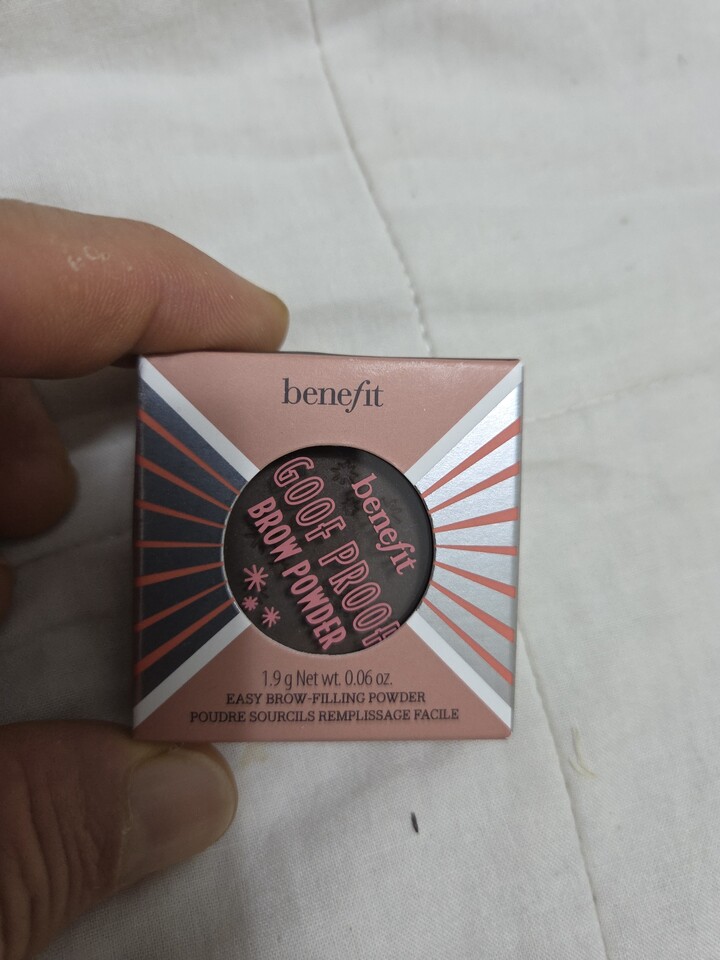 benefit
benefit
GOOF PROOF
BROW POWDER
1.9 g Net wt. 0.06 oz.
EASY BROW-FILLING POWDER
POUDRE SOURCILS REMPLISSAGE FACILE